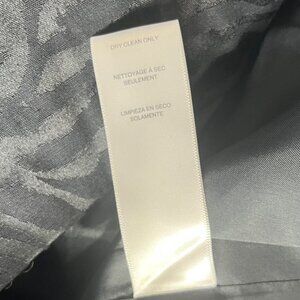 DRY CLEAN ONLY
NETTOYAGE À SEC
SEULEMENT
LIMPIEZA EN SECO
SOLAMENTE